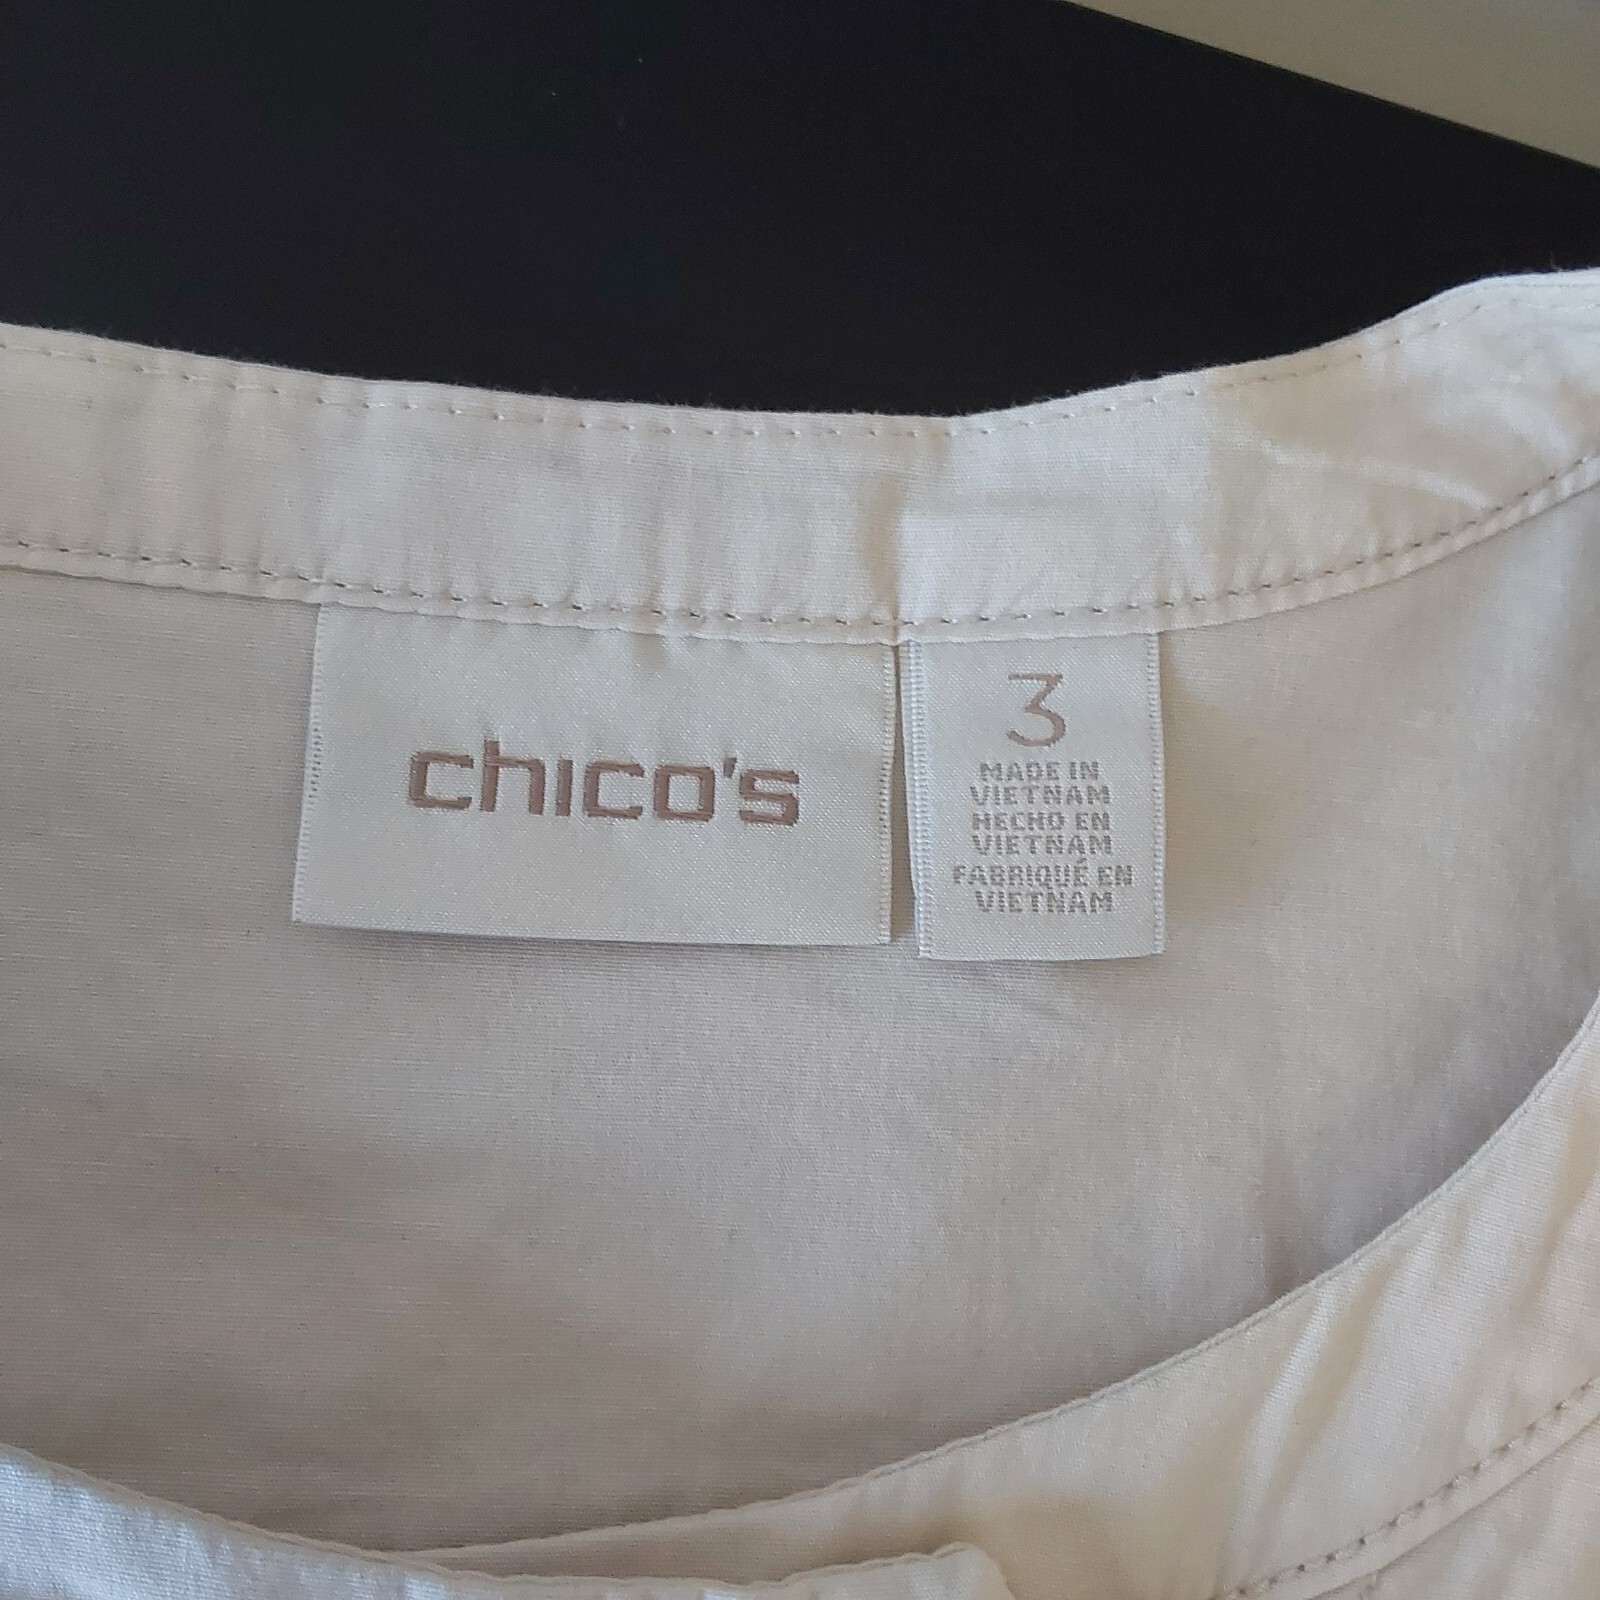 chico's
3
MADE IN
VIETNAM
HECHO EN
VIETNAM
FABRIQUÉ EN
VIETNAM